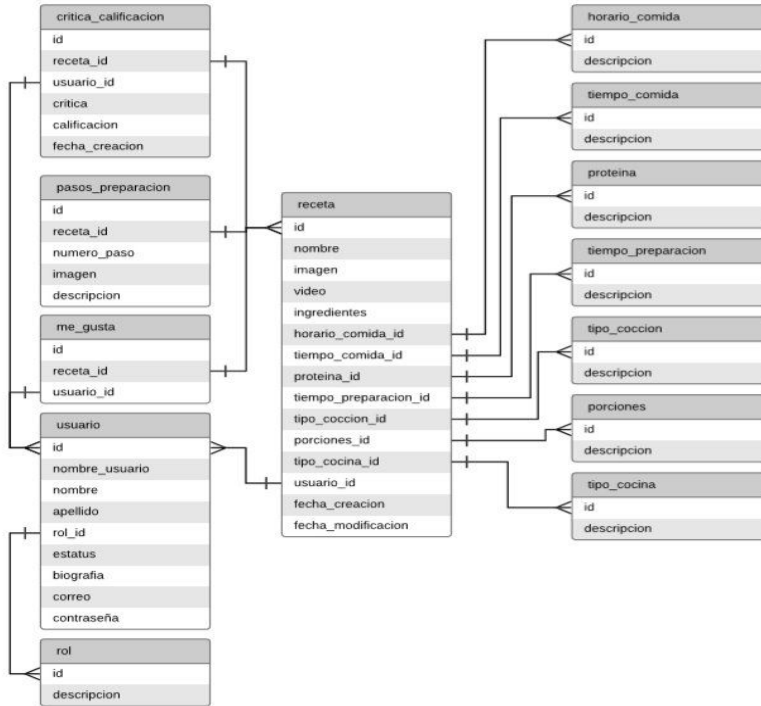 critica_calificacion
id
receta_id
usuario_id
critica
calificacion
fecha_creacion
pasos_preparacion
id
receta_id
numero_paso
imagen
descripcion
me_gusta
id
receta_id
usuario_id
usuario
id
nombre_usuario
nombre
apellido
rol_id
estatus
biografia
correo
contraseña
rol
id
descripcion
receta
id
nombre
imagen
video
ingredientes
horario_comida_id
tiempo_comida_id
proteina_id
tiempo_preparacion_id
tipo_coccion_id
porciones_id
tipo_cocina_id
usuario_id
fecha_creacion
fecha_modificacion
horario_comida
id
descripcion
tiempo_comida
id
descripcion
proteina
id
descripcion
tiempo_preparacion
id
descripcion
tipo_coccion
id
descripcion
porciones
id
descripcion
tipo_cocina
id
descripcion